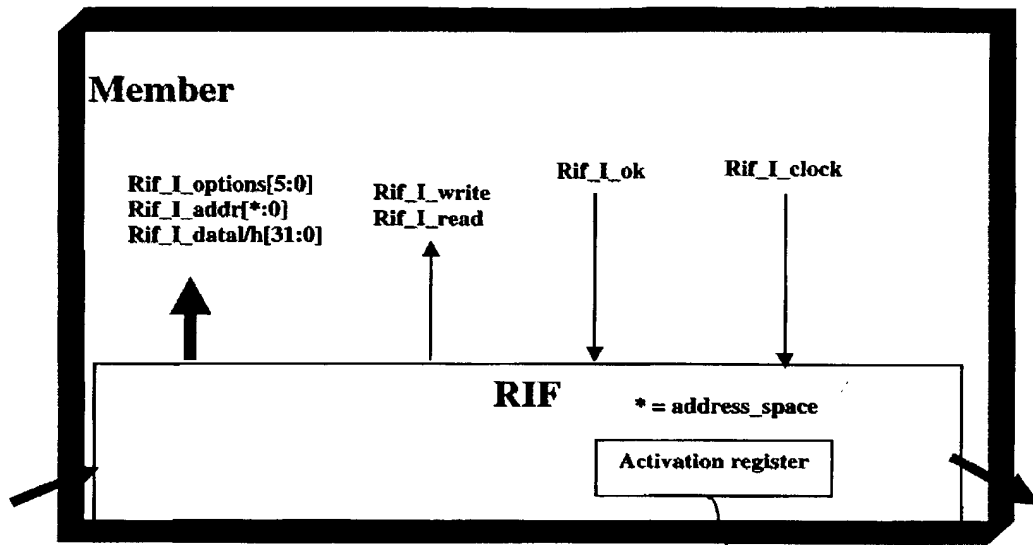 Member
Rif_I_options[5:0]
Rif_I_addr[*:0]
Rif_I_datal/h[31:0]
Rif_I_write
Rif_I_read
Rif_I_ok
Rif_I_clock
RIF
* = address_space
Activation register